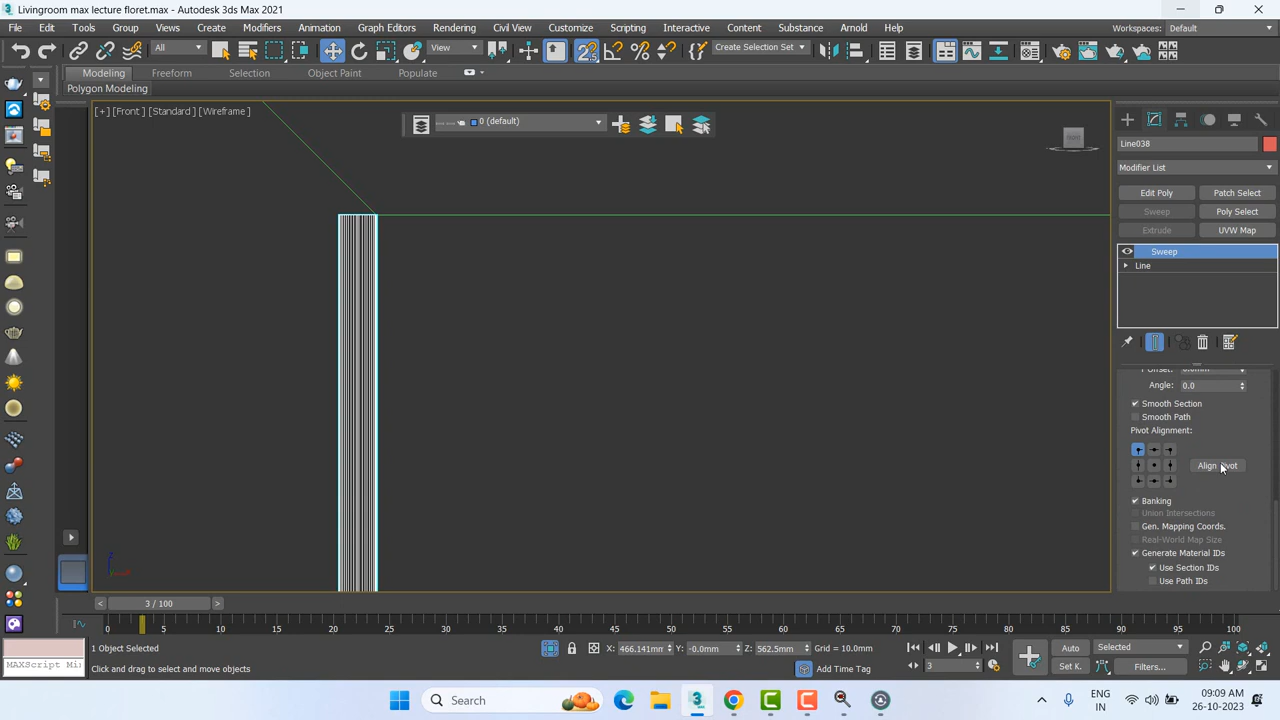 Livingroom max lecture floret.max - Autodesk 3ds Max 2021
File Edit Tools Group Views Create Modifiers Animation Graph Editors Rendering Civil View Customize Scripting Interactive Content Substance Arnold Help
Workspaces: Default
All
View
Create Selection Set
Modeling Freeform Selection Object Paint Populate
Polygon Modeling
[+] [Front ] [Standard ] [Wireframe ]
0 (default)
FRONT
Line038
Modifier List
Edit Poly Patch Select
Sweep Poly Select
Extrude UVW Map
Sweep
Line
Angle: 0.0
Smooth Section
Smooth Path
Pivot Alignment:
Align Pivot
Banking
Union Intersections
Gen. Mapping Coords.
Real-World Map Size
Generate Material IDs
Use Section IDs
Use Path IDs
< 3 / 100 >
0 5 10 15 20 25 30 35 40 45 50 55 60 65 70 75 80 85 90 95 100
1 Object Selected
X: 466.141mm Y: -0.0mm Z: 562.5mm Grid = 10.0mm
Auto Selected
MAXScript Mi
Click and drag to select and move objects
Add Time Tag
3
Set K. Filters...
Search
ENG
IN
09:09 AM
26-10-2023